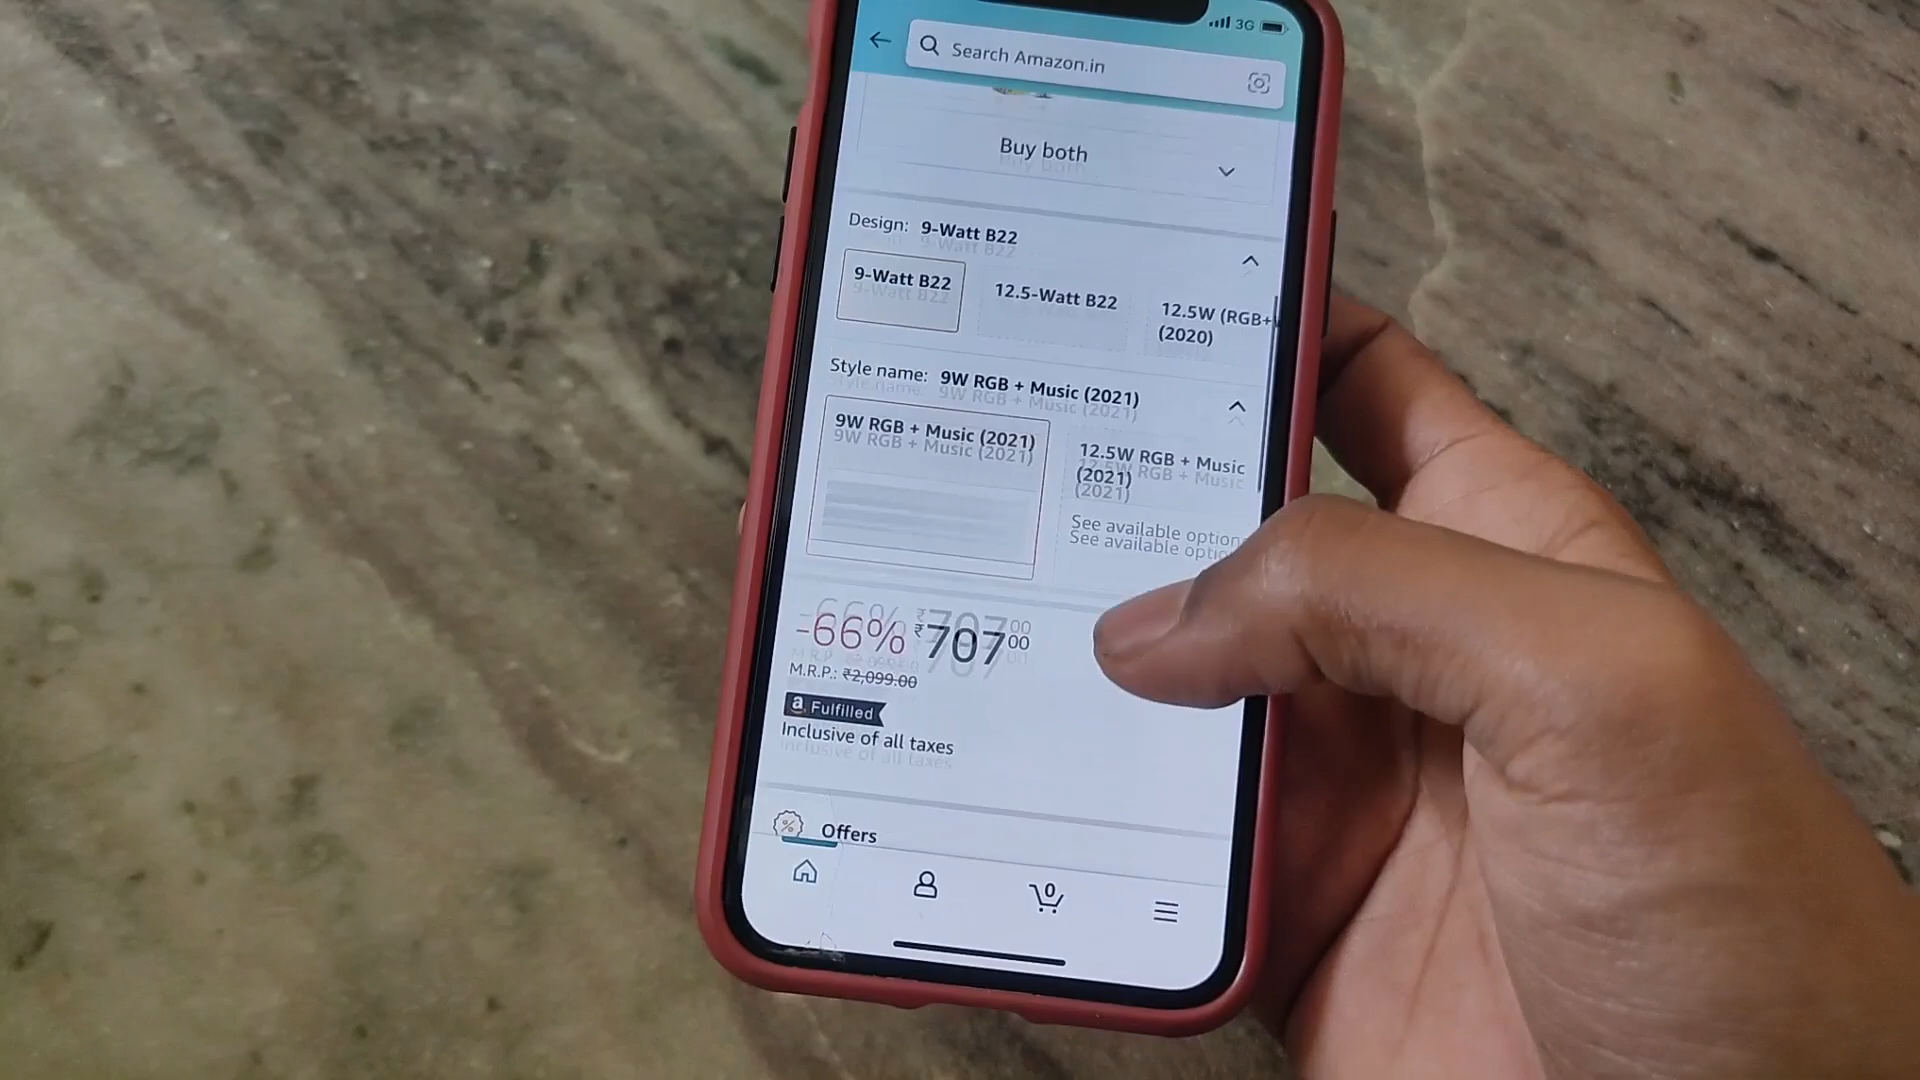 3G
Search Amazon.in
Buy both
Design: 9-Watt B22
9-Watt B22
12.5-Watt B22
12.5W (RGB+
(2020)
Style name: 9W RGB + Music (2021)
9W RGB + Music (2021)
12.5W RGB + Music
(2021)
See available option
-66% ₹70700
M.R.P.: ₹2,099.00
a Fulfilled
Inclusive of all taxes
% Offers
0